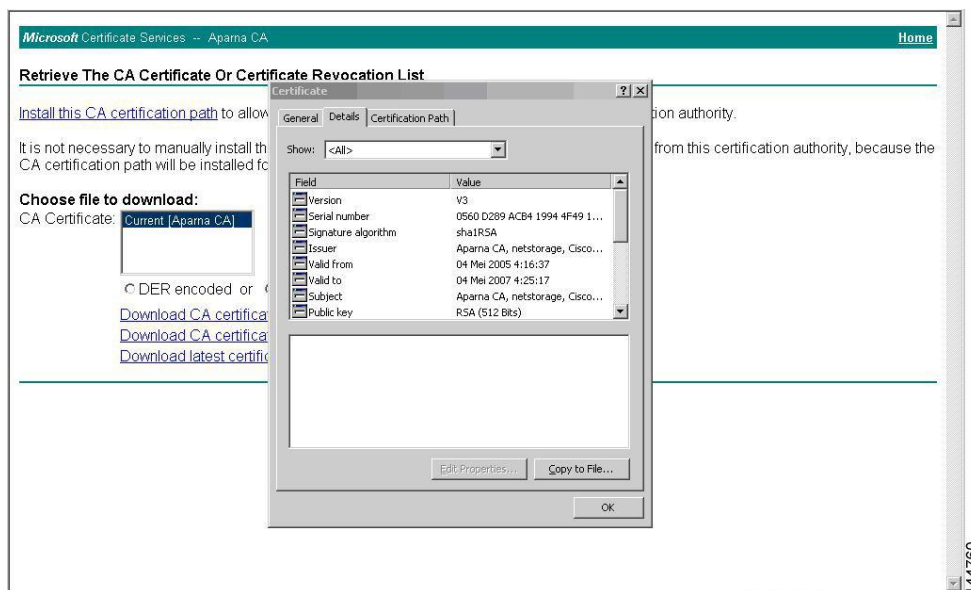 Microsoft Certificate Services -- Aparna CA Home
Retrieve The CA Certificate Or Certificate Revocation List
Install this CA certification path to allow
ion authority.
It is not necessary to manually install th
from this certification authority, because the
CA certification path will be installed fo
Choose file to download:
CA Certificate: Current [Aparna CA]
DER encoded or
Download CA certifica
Download CA certifica
Download latest certific
Certificate
General Details Certification Path
Show: <All>
Field Value
Version V3
Serial number 0560 D289 ACB4 1994 4F49 1...
Signature algorithm sha1RSA
Issuer Aparna CA, netstorage, Cisco...
Valid from 04 Mei 2005 4:16:37
Valid to 04 Mei 2007 4:25:17
Subject Aparna CA, netstorage, Cisco...
Public key RSA (512 Bits)
Edit Properties... Copy to File...
OK